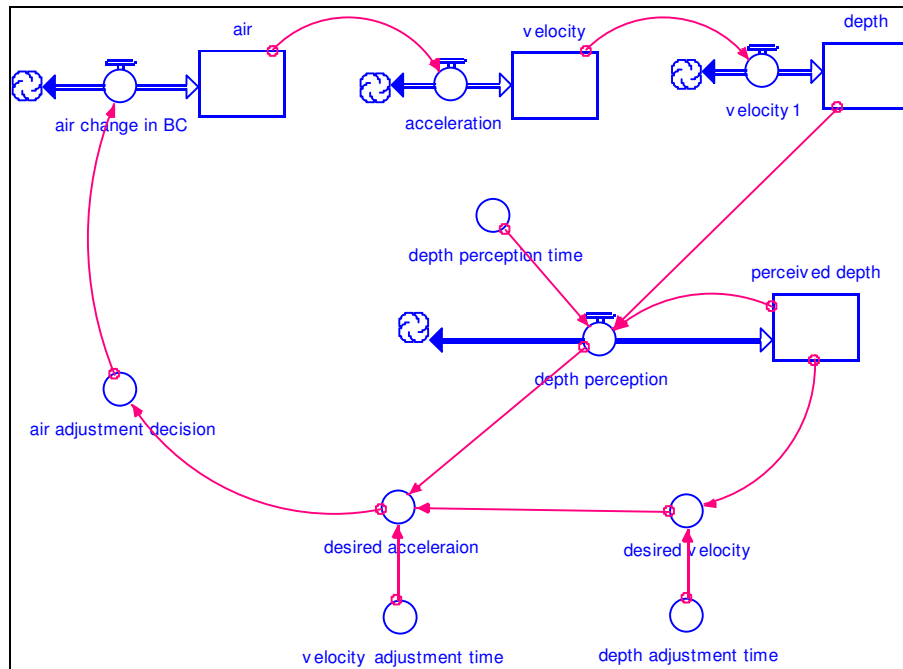 air
velocity
depth
air change in BC
acceleration
velocity 1
depth perception time
perceived depth
depth perception
air adjustment decision
desired acceleraion
desired velocity
velocity adjustment time
depth adjustment time